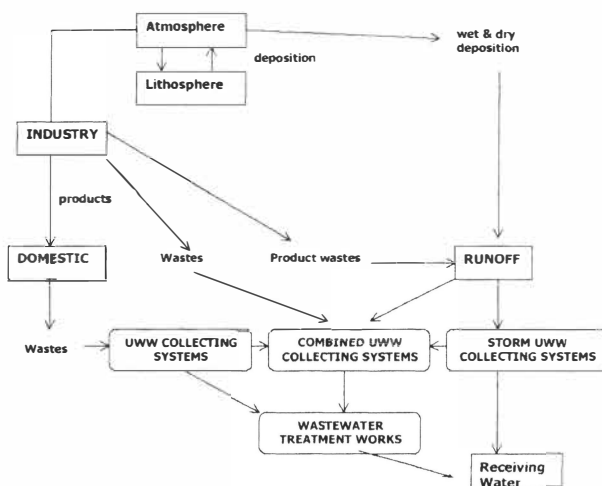 Atmosphere
wet & dry
deposition
deposition
Lithosphere
INDUSTRY
products
DOMESTIC
Wastes
Product wastes
RUNOFF
Wastes
UWW COLLECTING
SYSTEMS
COMBINED UWW
COLLECTING SYSTEMS
STORM UWW
COLLECTING SYSTEMS
WASTEWATER
TREATMENT WORKS
Receiving
Water